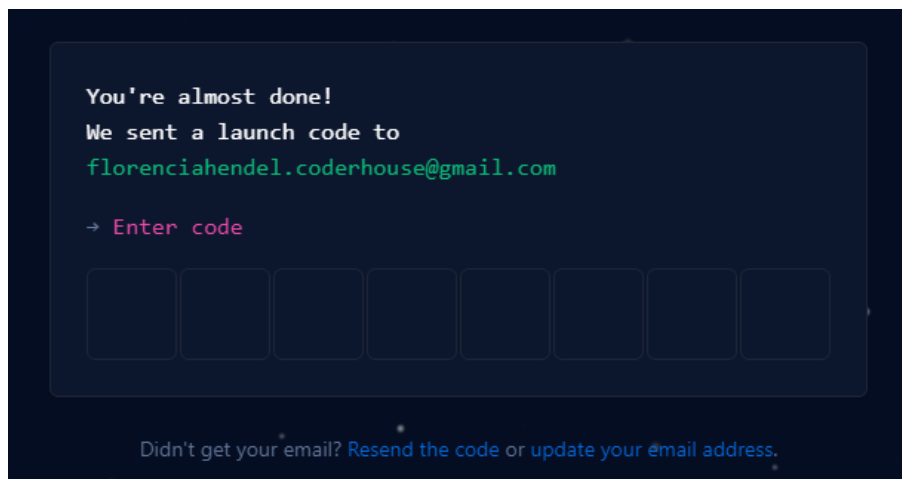 You're almost done!
We sent a launch code to
florenciahendel.coderhouse@gmail.com
→ Enter code
Didn't get your email? Resend the code or update your email address.